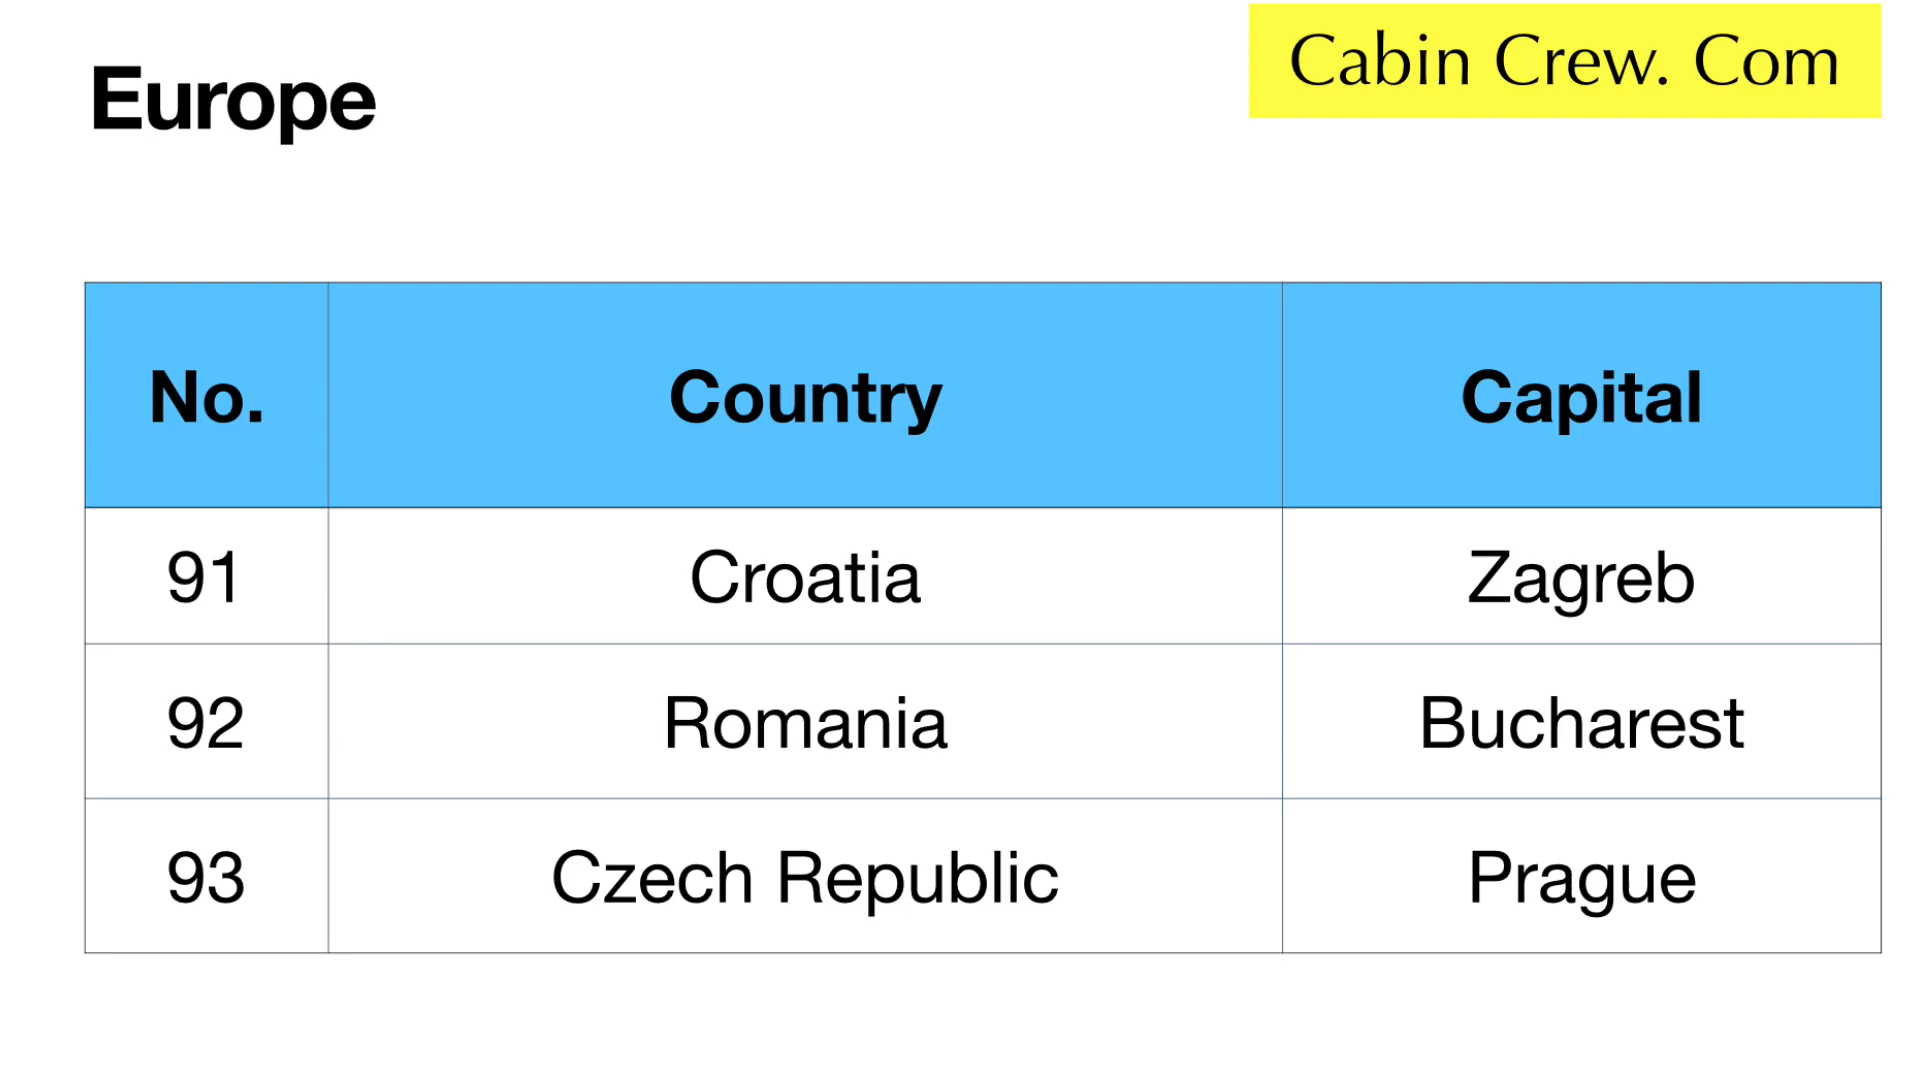 Europe
Cabin Crew. Com
No. Country Capital
91 Croatia Zagreb
92 Romania Bucharest
93 Czech Republic Prague